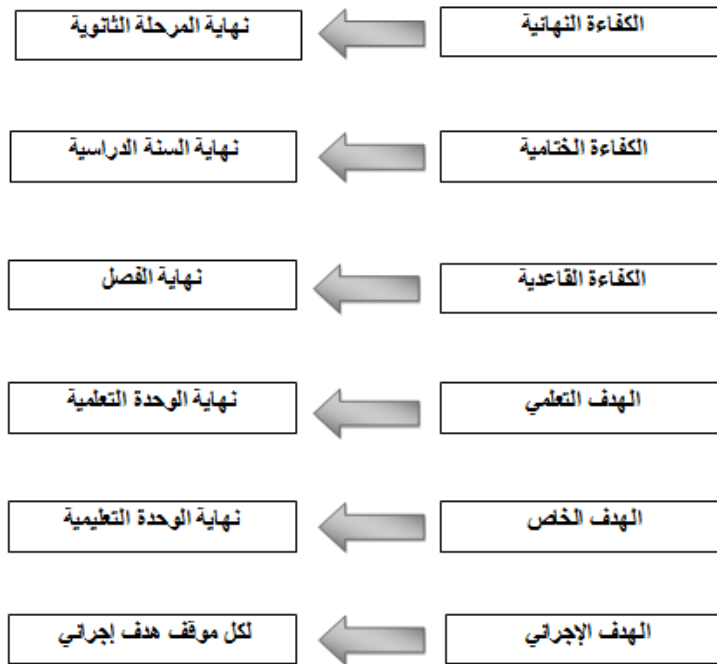 الكفاءة النهائية
نهاية المرحلة الثانوية
الكفاءة الختامية
نهاية السنة الدراسية
الكفاءة القاعدية
نهاية الفصل
الهدف التعلمي
نهاية الوحدة التعلمية
الهدف الخاص
نهاية الوحدة التعليمية
الهدف الإجرائي
لكل موقف هدف إجرائي